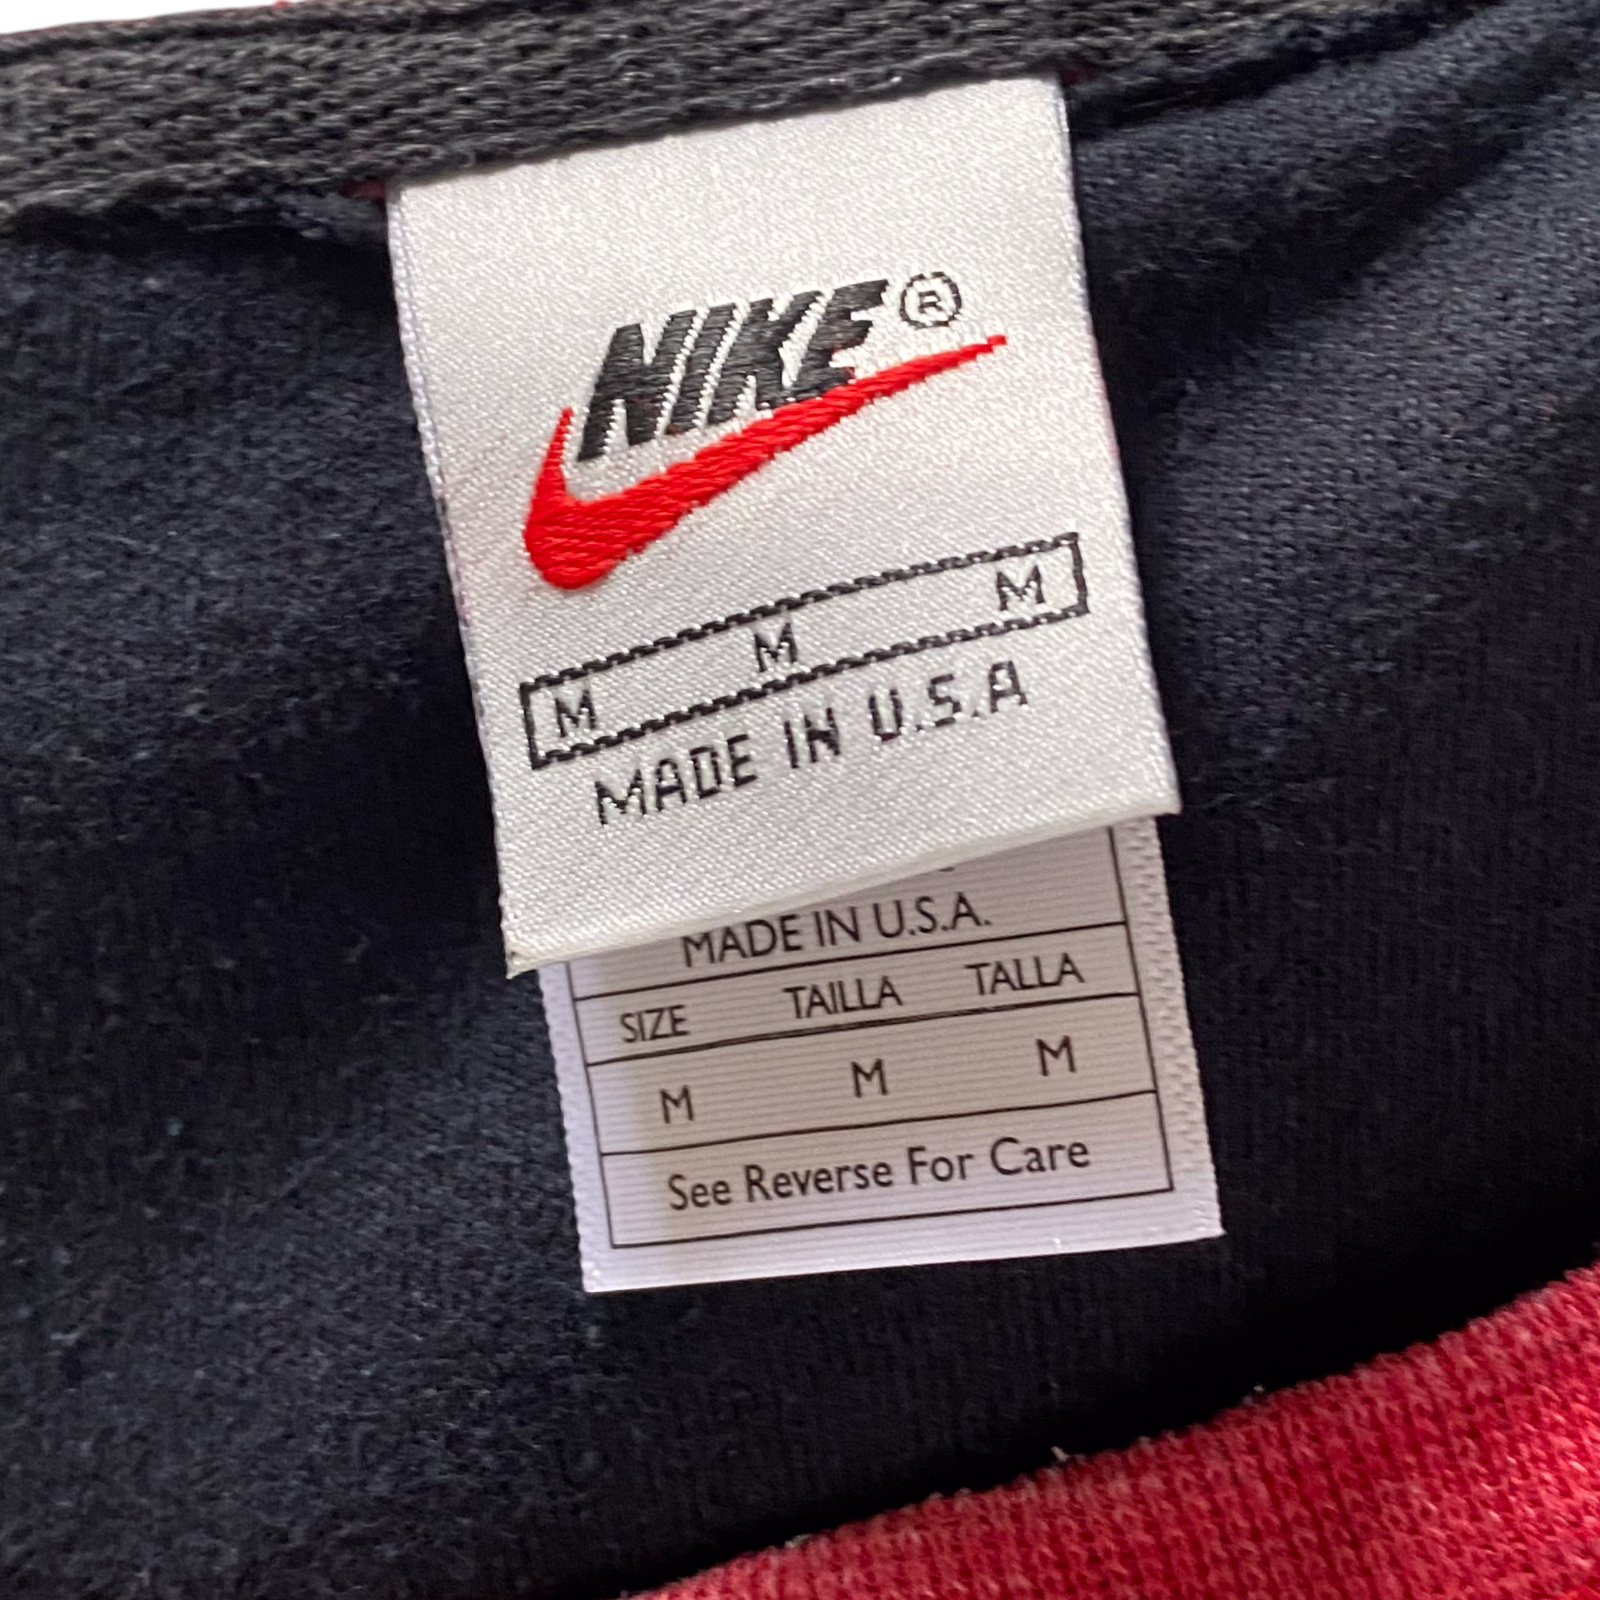 NIKE®
M M M
MADE IN U.S.A
MADE IN U.S.A.
SIZE TAILLA TALLA
M M M
See Reverse For Care